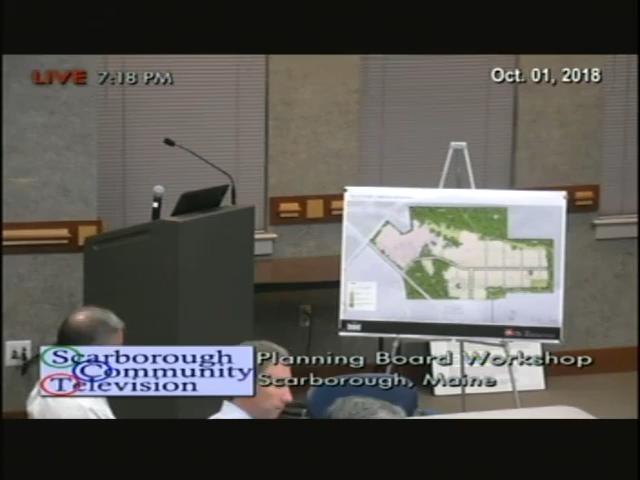 LIVE 7:18 PM
Oct. 01, 2018
Scarborough
Community
Television
Planning Board Workshop
Scarborough, Maine